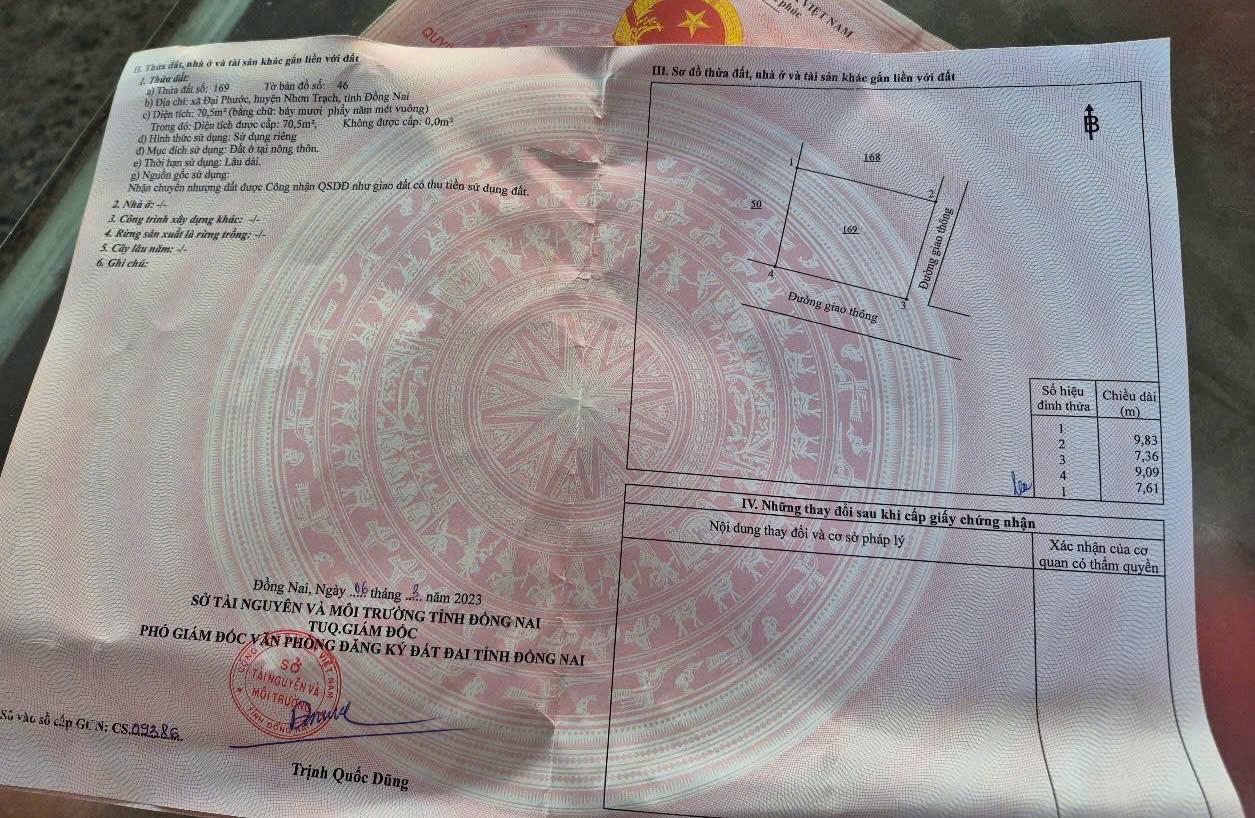 VIỆT NAM
phúc
QUY
II. Thửa đất, nhà ở và tài sản khác gắn liền với đất
1. Thửa đất:
a) Thửa đất số: 169 Tờ bản đồ số: 46
b) Địa chỉ: xã Đại Phước, huyện Nhơn Trạch, tỉnh Đồng Nai
c) Diện tích: 70,5m² (bằng chữ: bảy mươi phẩy năm mét vuông)
Trong đó: Diện tích được cấp: 70,5m², Không được cấp: 0,0m²
d) Hình thức sử dụng: Sử dụng riêng
đ) Mục đích sử dụng: Đất ở tại nông thôn.
e) Thời hạn sử dụng: Lâu dài.
g) Nguồn gốc sử dụng:
Nhận chuyển nhượng đất được Công nhận QSDĐ như giao đất có thu tiền sử dụng đất.
2. Nhà ở: -/-
3. Công trình xây dựng khác: -/-
4. Rừng sản xuất là rừng trồng: -/-
5. Cây lâu năm: -/-
6. Ghi chú:
Đồng Nai, Ngày 06 tháng 3 năm 2023
SỞ TÀI NGUYÊN VÀ MÔI TRƯỜNG TỈNH ĐỒNG NAI
TUQ.GIÁM ĐỐC
PHÓ GIÁM ĐỐC VĂN PHÒNG ĐĂNG KÝ ĐẤT ĐAI TỈNH ĐỒNG NAI
SỞ
TÀI NGUYÊN VÀ
MÔI TRƯỜNG
TỈNH ĐỒNG NAI
Số vào sổ cấp GCN: CS.09386.
Trịnh Quốc Dũng
III. Sơ đồ thửa đất, nhà ở và tài sản khác gắn liền với đất
B
1
168
2
50
169
Đường giao thông
4
3
Đường giao thông
Số hiệu đỉnh thửa Chiều dài (m)
1
2 9,83
3 7,36
4 9,09
1 7,61
IV. Những thay đổi sau khi cấp giấy chứng nhận
Nội dung thay đổi và cơ sở pháp lý
Xác nhận của cơ
quan có thẩm quyền